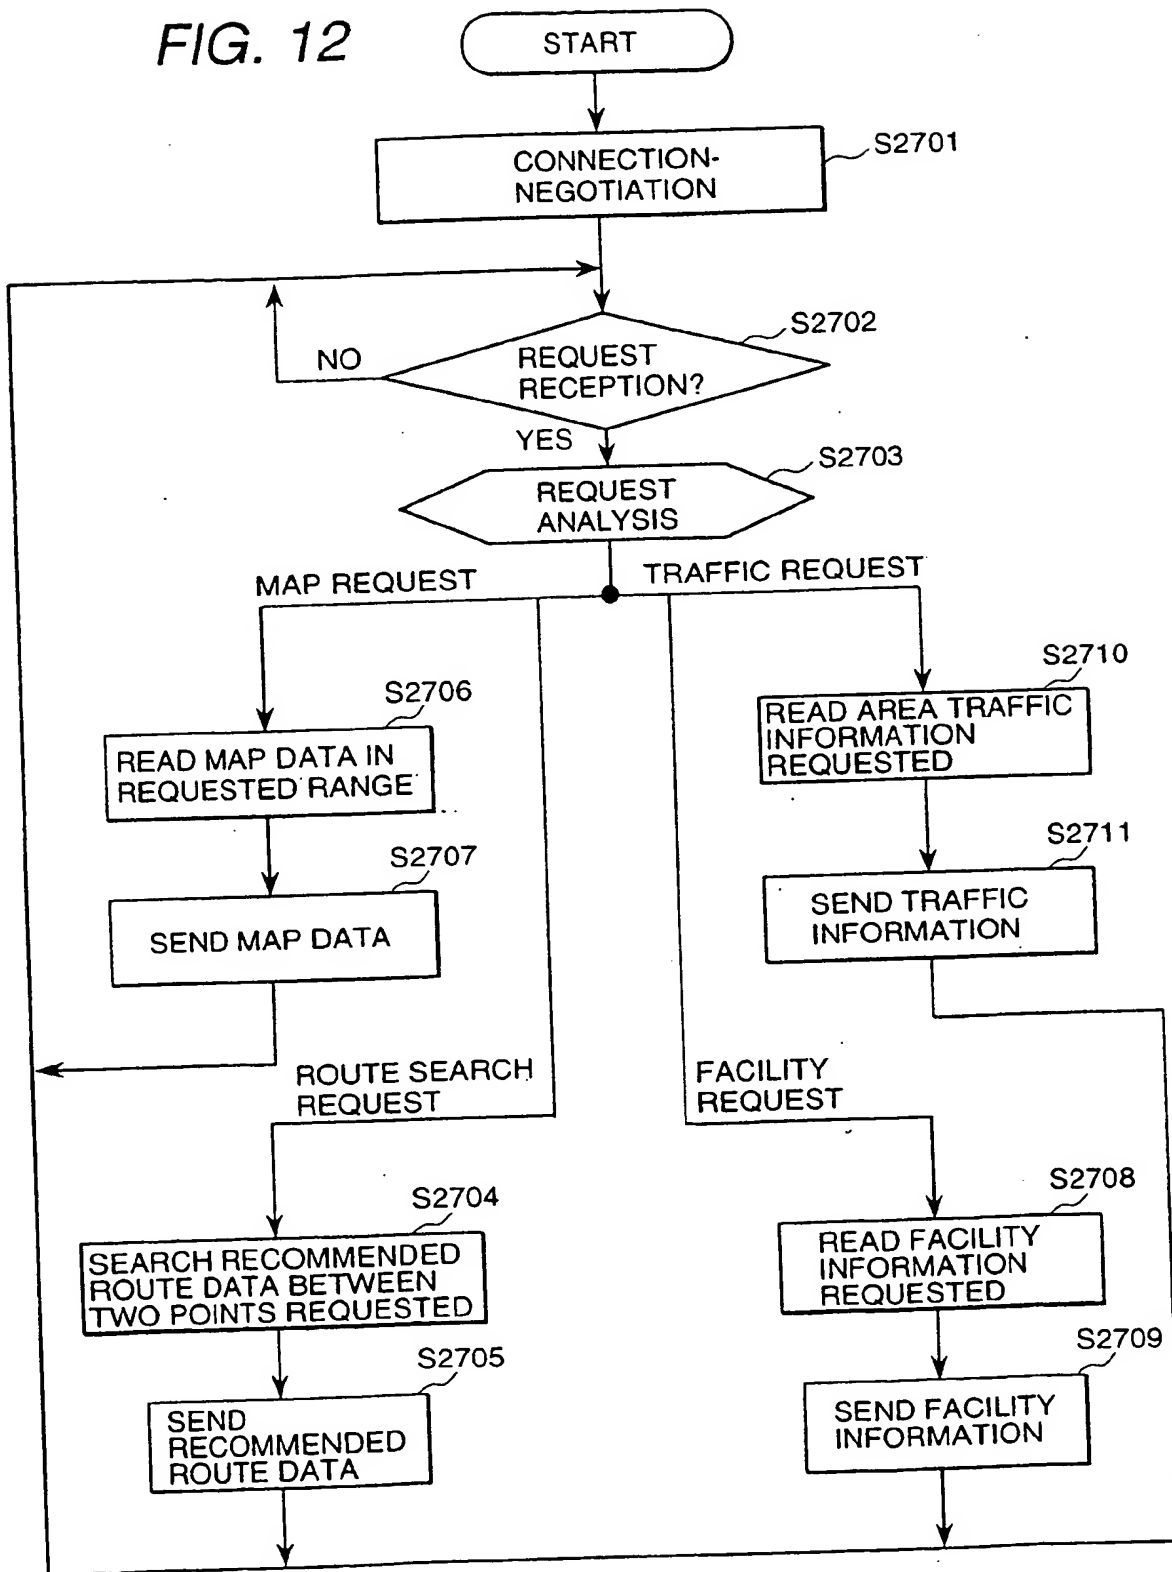 FIG. 12
START
CONNECTION-
NEGOTIATION
S2701
S2702
NO
REQUEST
RECEPTION?
YES
S2703
REQUEST
ANALYSIS
MAP REQUEST
TRAFFIC REQUEST
S2706
READ MAP DATA IN
REQUESTED RANGE
S2710
READ AREA TRAFFIC
INFORMATION
REQUESTED
S2707
SEND MAP DATA
S2711
SEND TRAFFIC
INFORMATION
ROUTE SEARCH
REQUEST
FACILITY
REQUEST
S2704
SEARCH RECOMMENDED
ROUTE DATA BETWEEN
TWO POINTS REQUESTED
S2708
READ FACILITY
INFORMATION
REQUESTED
S2705
SEND
RECOMMENDED
ROUTE DATA
S2709
SEND FACILITY
INFORMATION